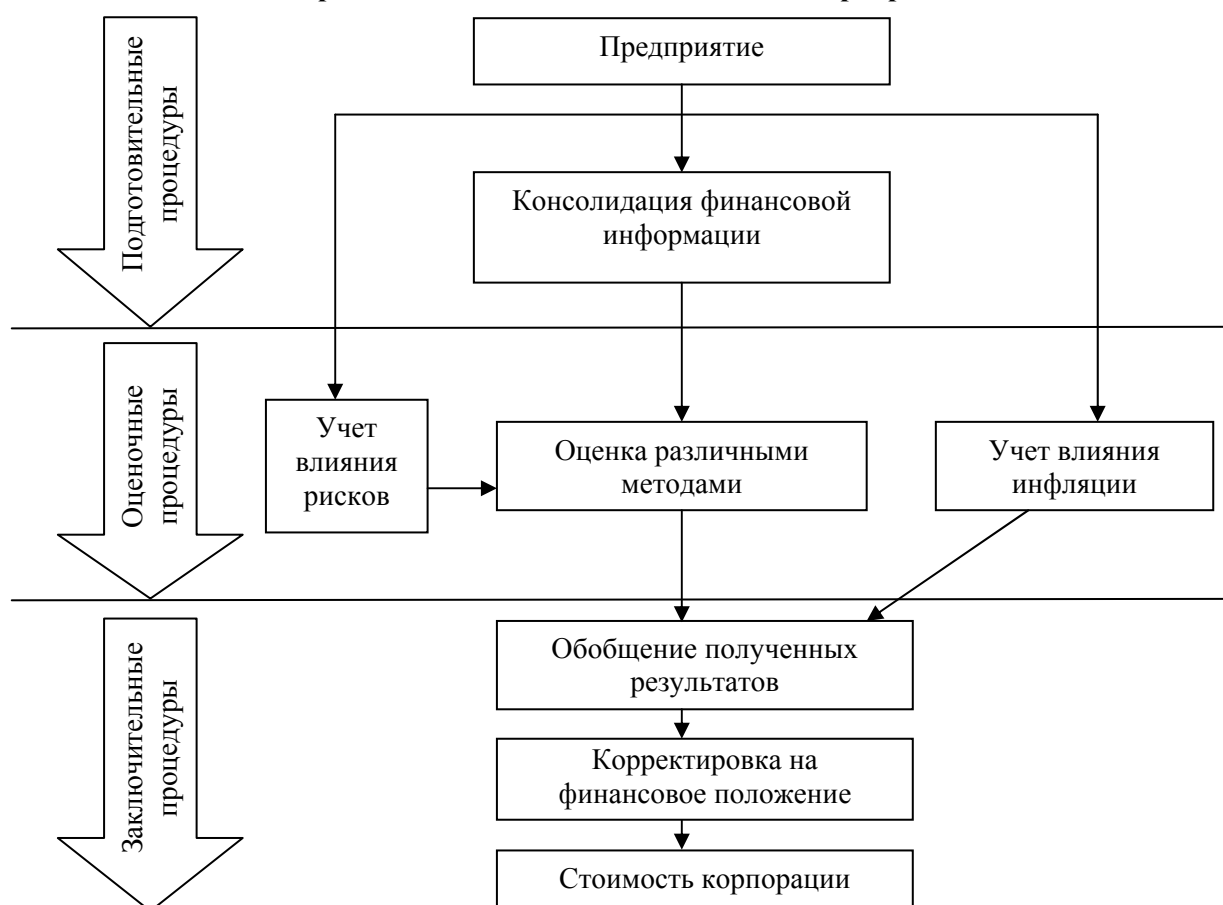 Предприятие
Подготовительные
процедуры
Консолидация финансовой
информации
Оценочные
процедуры
Учет
влияния
рисков
Оценка различными
методами
Учет влияния
инфляции
Заключительные
процедуры
Обобщение полученных
результатов
Корректировка на
финансовое положение
Стоимость корпорации